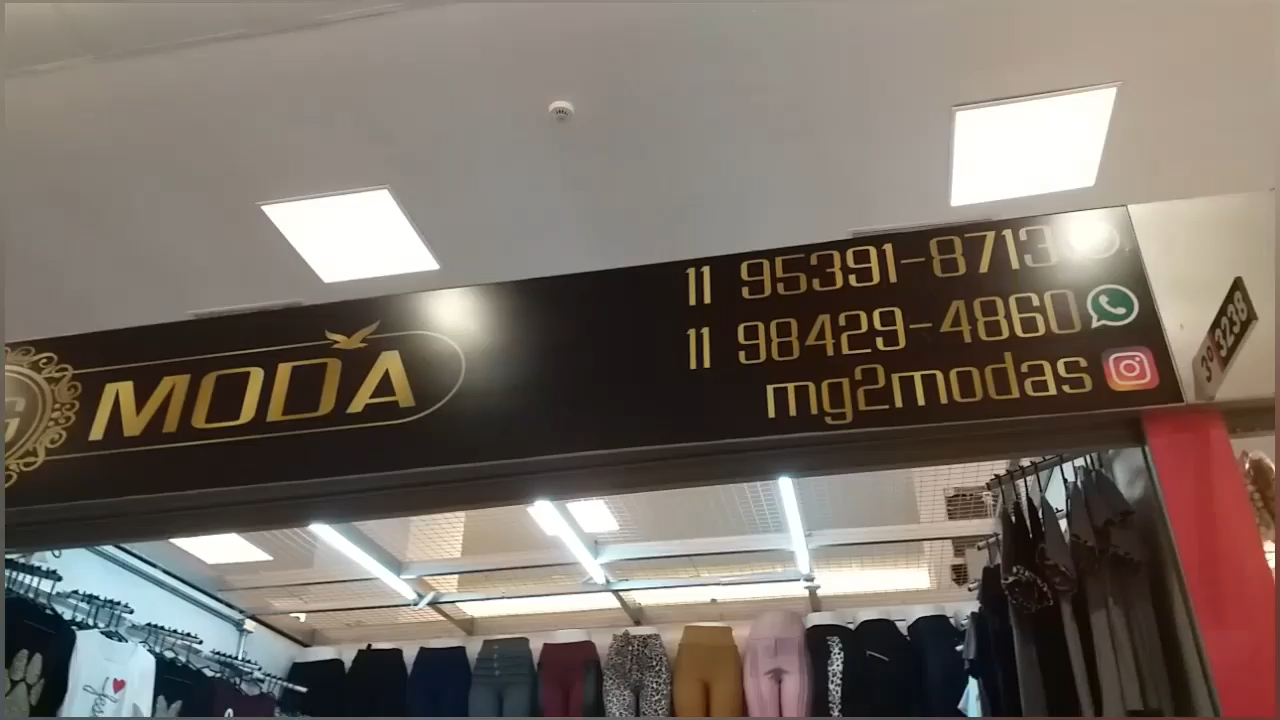 MODA
11 95391-8713
11 98429-4860
mg2modas
3º 3238